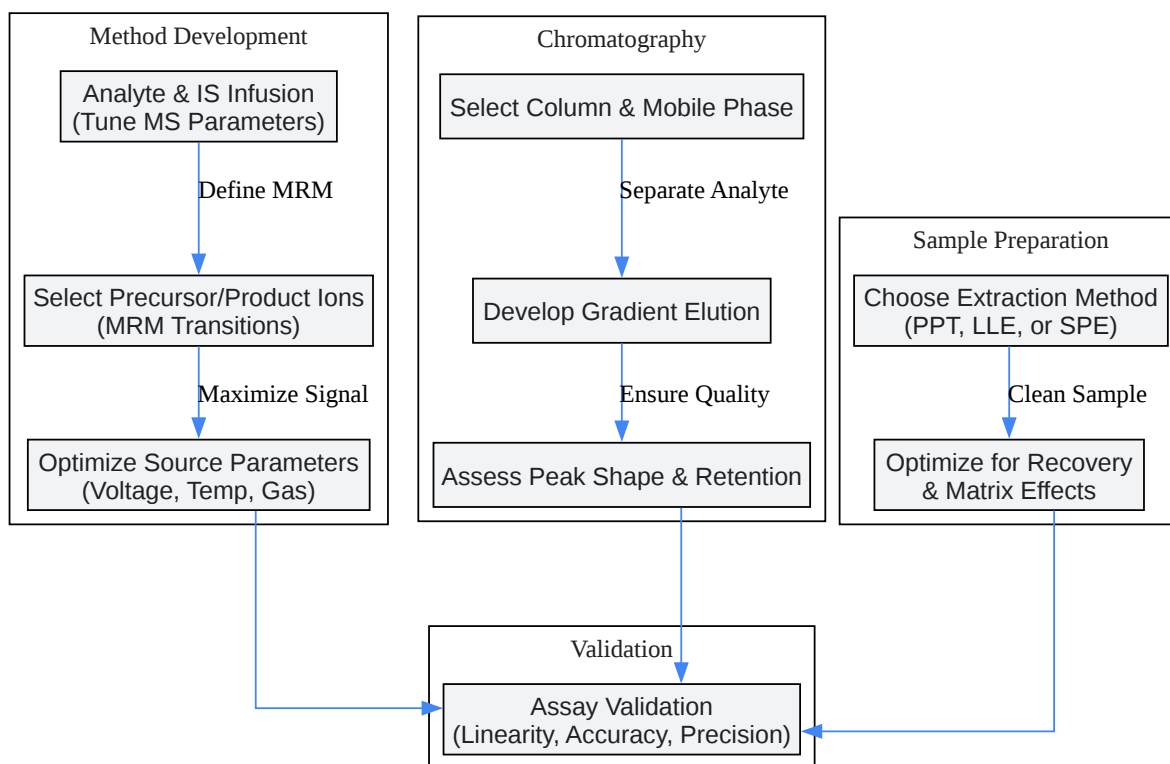 Method Development
Analyte & IS Infusion
(Tune MS Parameters)
Define MRM
Select Precursor/Product Ions
(MRM Transitions)
Maximize Signal
Optimize Source Parameters
(Voltage, Temp, Gas)
Chromatography
Select Column & Mobile Phase
Separate Analyte
Develop Gradient Elution
Ensure Quality
Assess Peak Shape & Retention
Sample Preparation
Choose Extraction Method
(PPT, LLE, or SPE)
Clean Sample
Optimize for Recovery
& Matrix Effects
Validation
Assay Validation
(Linearity, Accuracy, Precision)